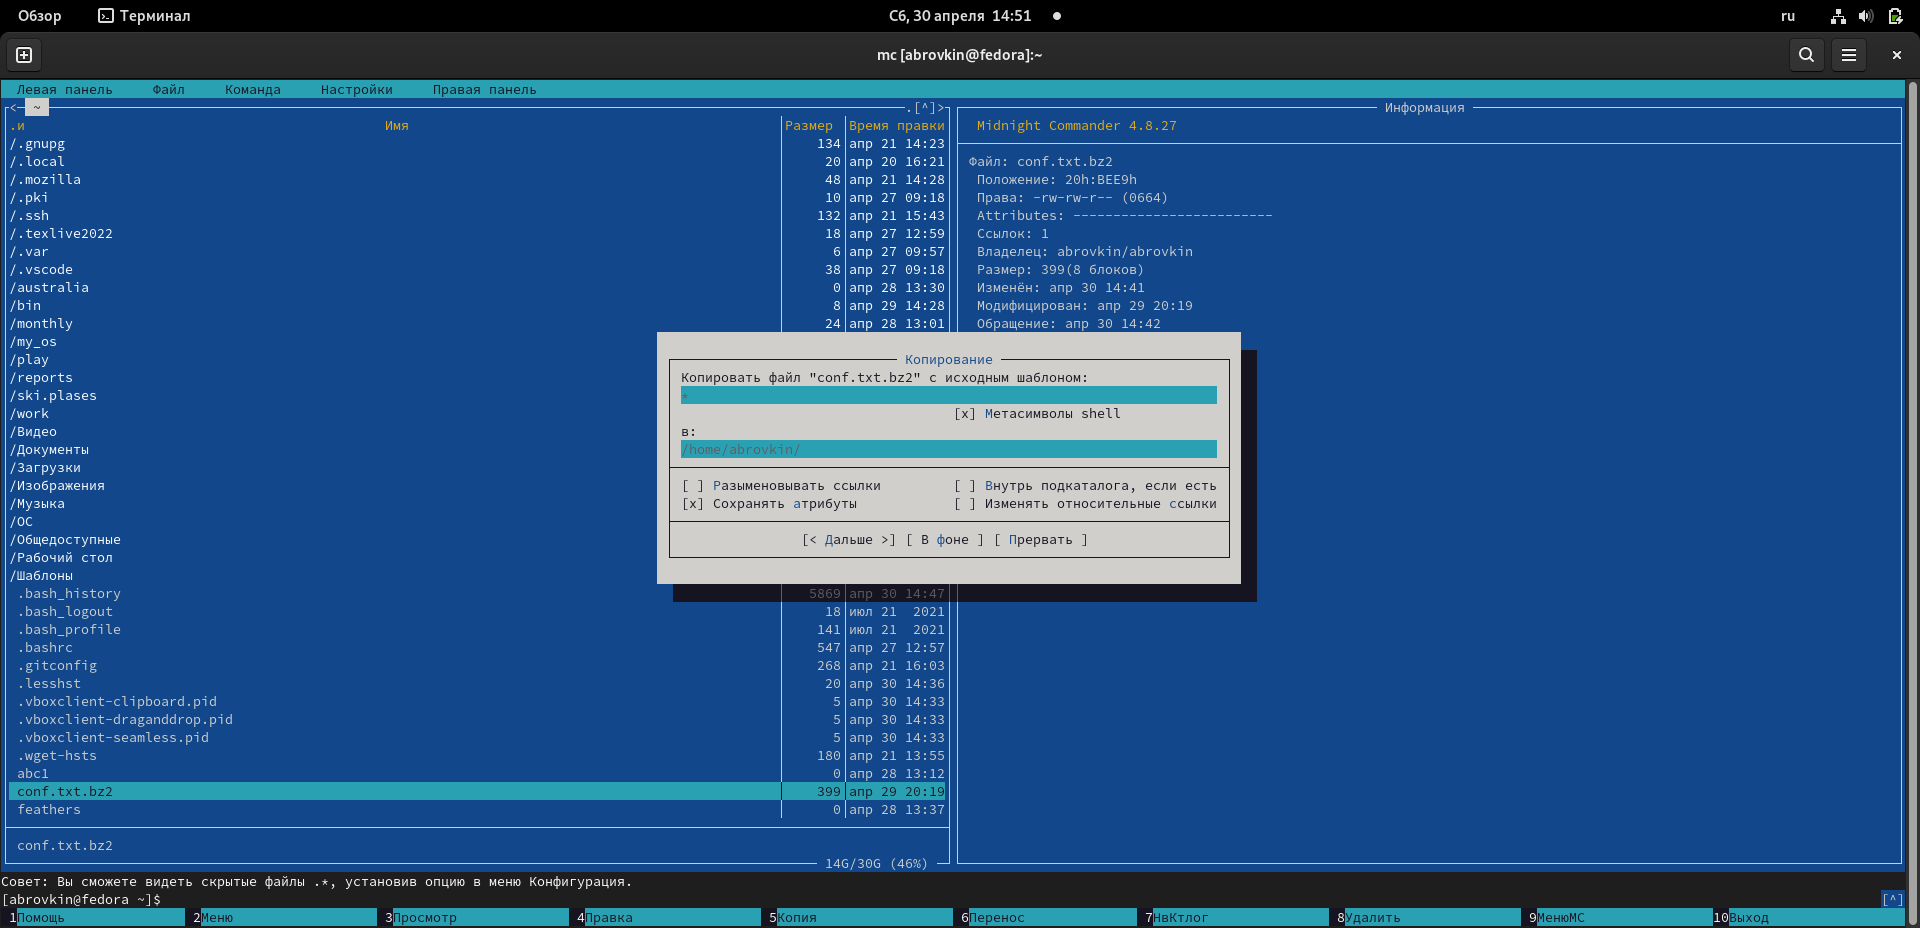 Обзор Терминал Сб, 30 апреля 14:51 ru
mc [abrovkin@fedora]:~
Левая панель Файл Команда Настройки Правая панель
<─ ~ .[^]>
.и Имя Размер Время правки
/.gnupg 134 апр 21 14:23
/.local 20 апр 20 16:21
/.mozilla 48 апр 21 14:28
/.pki 10 апр 27 09:18
/.ssh 132 апр 21 15:43
/.texlive2022 18 апр 27 12:59
/.var 6 апр 27 09:57
/.vscode 38 апр 27 09:18
/australia 0 апр 28 13:30
/bin 8 апр 29 14:28
/monthly 24 апр 28 13:01
/my_os
/play
/reports
/ski.plases
/work
/Видео
/Документы
/Загрузки
/Изображения
/Музыка
/ОС
/Общедоступные
/Рабочий стол
/Шаблоны
.bash_history 5869 апр 30 14:47
.bash_logout 18 июл 21 2021
.bash_profile 141 июл 21 2021
.bashrc 547 апр 27 12:57
.gitconfig 268 апр 21 16:03
.lesshst 20 апр 30 14:36
.vboxclient-clipboard.pid 5 апр 30 14:33
.vboxclient-draganddrop.pid 5 апр 30 14:33
.vboxclient-seamless.pid 5 апр 30 14:33
.wget-hsts 180 апр 21 13:55
abc1 0 апр 28 13:12
conf.txt.bz2 399 апр 29 20:19
feathers 0 апр 28 13:37
conf.txt.bz2
14G/30G (46%)
Информация
Midnight Commander 4.8.27
Файл: conf.txt.bz2
Положение: 20h:BEE9h
Права: -rw-rw-r-- (0664)
Attributes: -------------------------
Ссылок: 1
Владелец: abrovkin/abrovkin
Размер: 399(8 блоков)
Изменён: апр 30 14:41
Модифицирован: апр 29 20:19
Обращение: апр 30 14:42
Копирование
Копировать файл "conf.txt.bz2" с исходным шаблоном:
*
[x] Метасимволы shell
в:
/home/abrovkin/
[ ] Разыменовывать ссылки [ ] Внутрь подкаталога, если есть
[x] Сохранять атрибуты [ ] Изменять относительные ссылки
[< Дальше >] [ В фоне ] [ Прервать ]
Совет: Вы сможете видеть скрытые файлы .*, установив опцию в меню Конфигурация.
[abrovkin@fedora ~]$ [^]
1Помощь 2Меню 3Просмотр 4Правка 5Копия 6Перенос 7НвКтлог 8Удалить 9МенюMC 10Выход